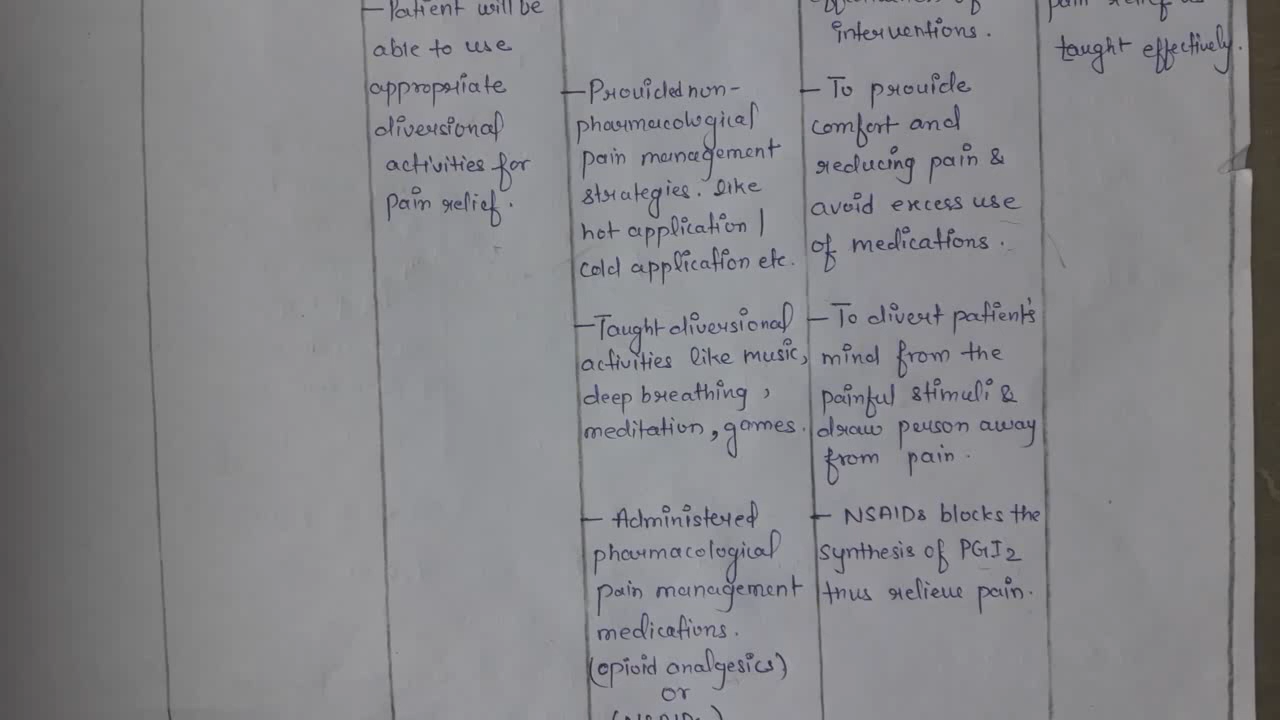 — Patient will be
able to use
appropriate
diversional
activities for
pain relief.
— Provided non-
pharmacological
pain management
strategies. like
hot application /
cold application etc.
— Taught diversional
activities like music,
deep breathing,
meditation, games.
— Administered
pharmacological
pain management
medications.
(opioid analgesics)
or
of
interventions.
— To provide
comfort and
reducing pain &
avoid excess use
of medications.
— To divert patient's
mind from the
painful stimuli &
draw person away
from pain.
— NSAIDs blocks the
synthesis of PGI2
thus relieve pain.
pain relief as
taught effectively.